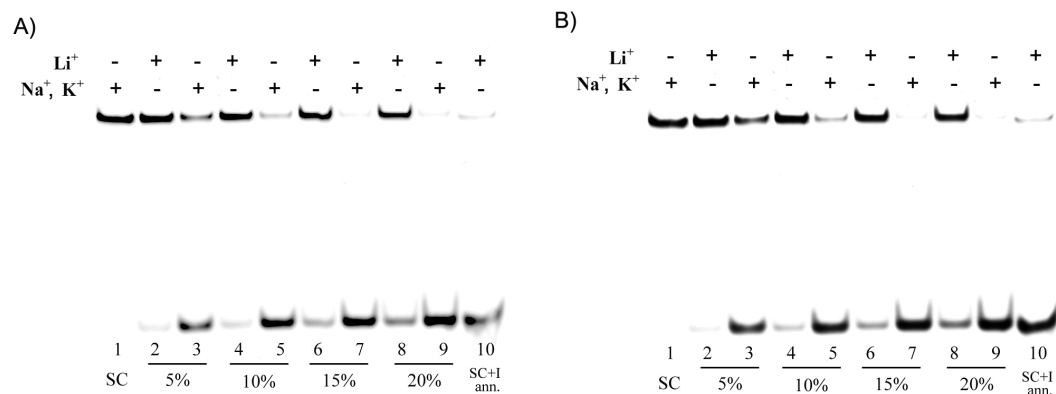 A)
Li+ - + - + - + - + - +
Na+, K+ + - + - + - + - + -
1 2 3 4 5 6 7 8 9 10
SC 5% 10% 15% 20% SC+I
ann.
B)
Li+ - + - + - + - + - +
Na+, K+ + - + - + - + - + -
1 2 3 4 5 6 7 8 9 10
SC 5% 10% 15% 20% SC+I
ann.